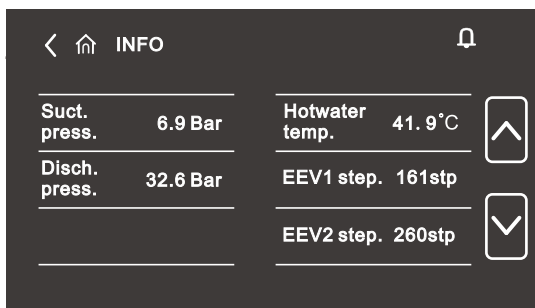 INFO
Suct.
press. 6.9 Bar
Disch.
press. 32.6 Bar
Hotwater
temp. 41.9°C
EEV1 step. 161stp
EEV2 step. 260stp